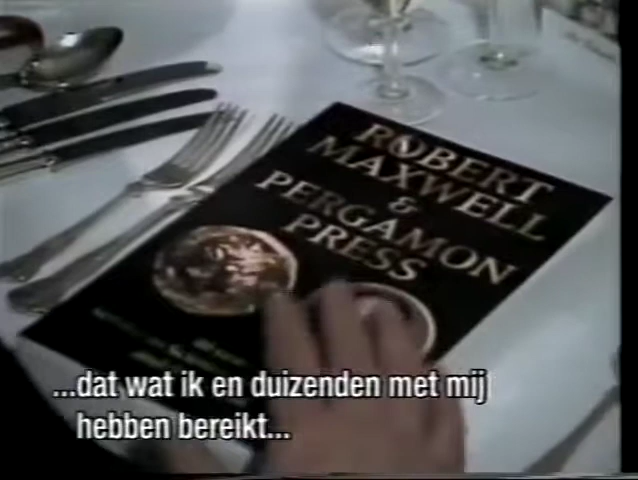 ROBERT
MAXWELL
&
PERGAMON
PRESS
...dat wat ik en duizenden met mij
hebben bereikt...